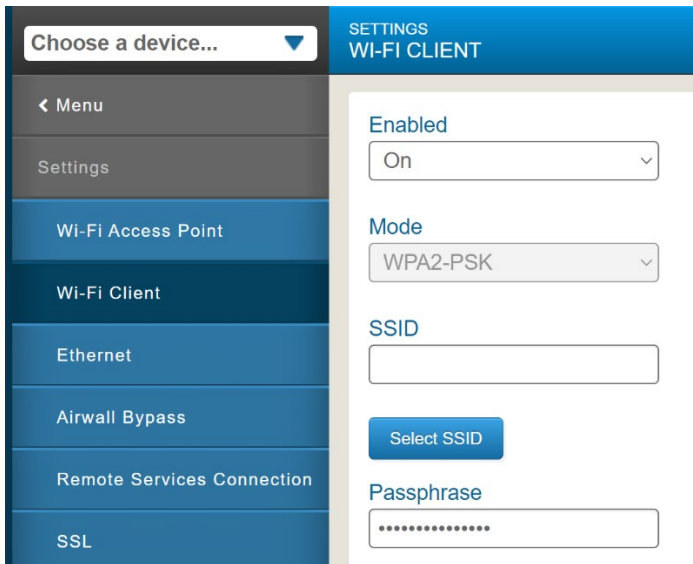 Choose a device...
SETTINGS
WI-FI CLIENT
Menu
Settings
Wi-Fi Access Point
Wi-Fi Client
Ethernet
Airwall Bypass
Remote Services Connection
SSL
Enabled
On
Mode
WPA2-PSK
SSID
Select SSID
Passphrase
•••••••••••••••